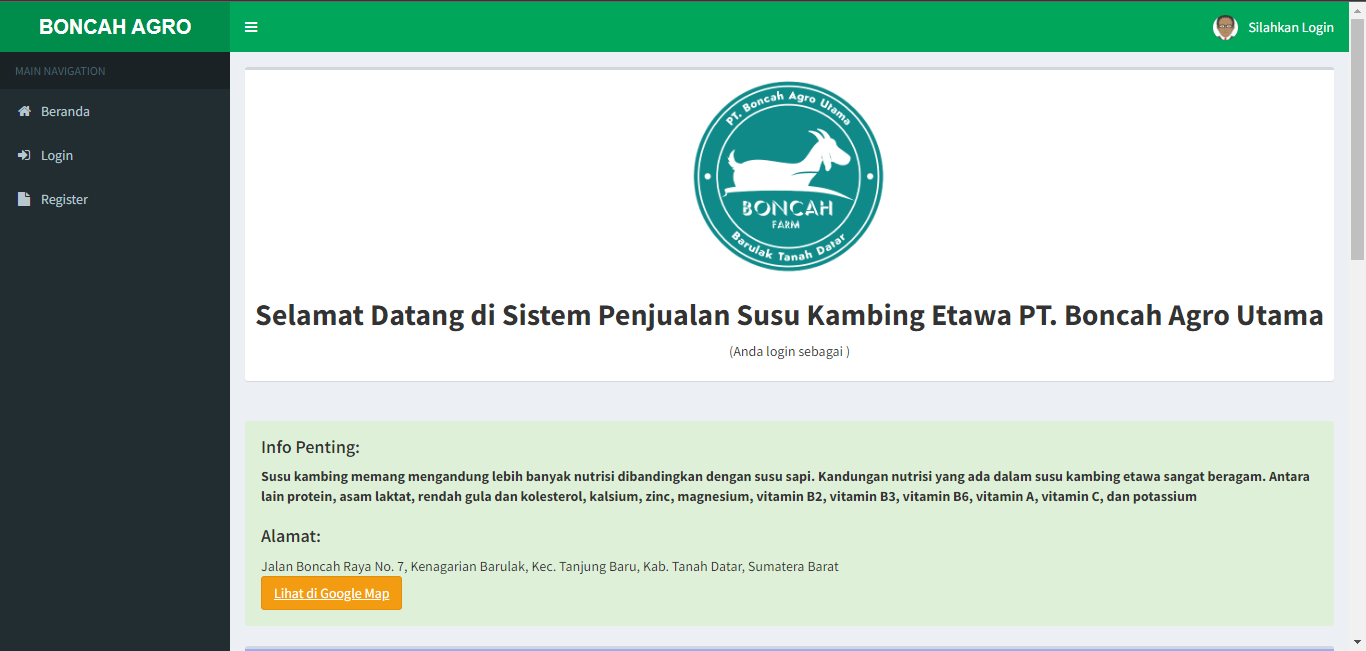 BONCAH AGRO
Silahkan Login
MAIN NAVIGATION
Beranda
Login
Register
PT. Boncah Agro Utama
BONCAH
FARM
Barulak Tanah Datar
Selamat Datang di Sistem Penjualan Susu Kambing Etawa PT. Boncah Agro Utama
(Anda login sebagai )
Info Penting:
Susu kambing memang mengandung lebih banyak nutrisi dibandingkan dengan susu sapi. Kandungan nutrisi yang ada dalam susu kambing etawa sangat beragam. Antara
lain protein, asam laktat, rendah gula dan kolesterol, kalsium, zinc, magnesium, vitamin B2, vitamin B3, vitamin B6, vitamin A, vitamin C, dan potassium
Alamat:
Jalan Boncah Raya No. 7, Kenagarian Barulak, Kec. Tanjung Baru, Kab. Tanah Datar, Sumatera Barat
Lihat di Google Map